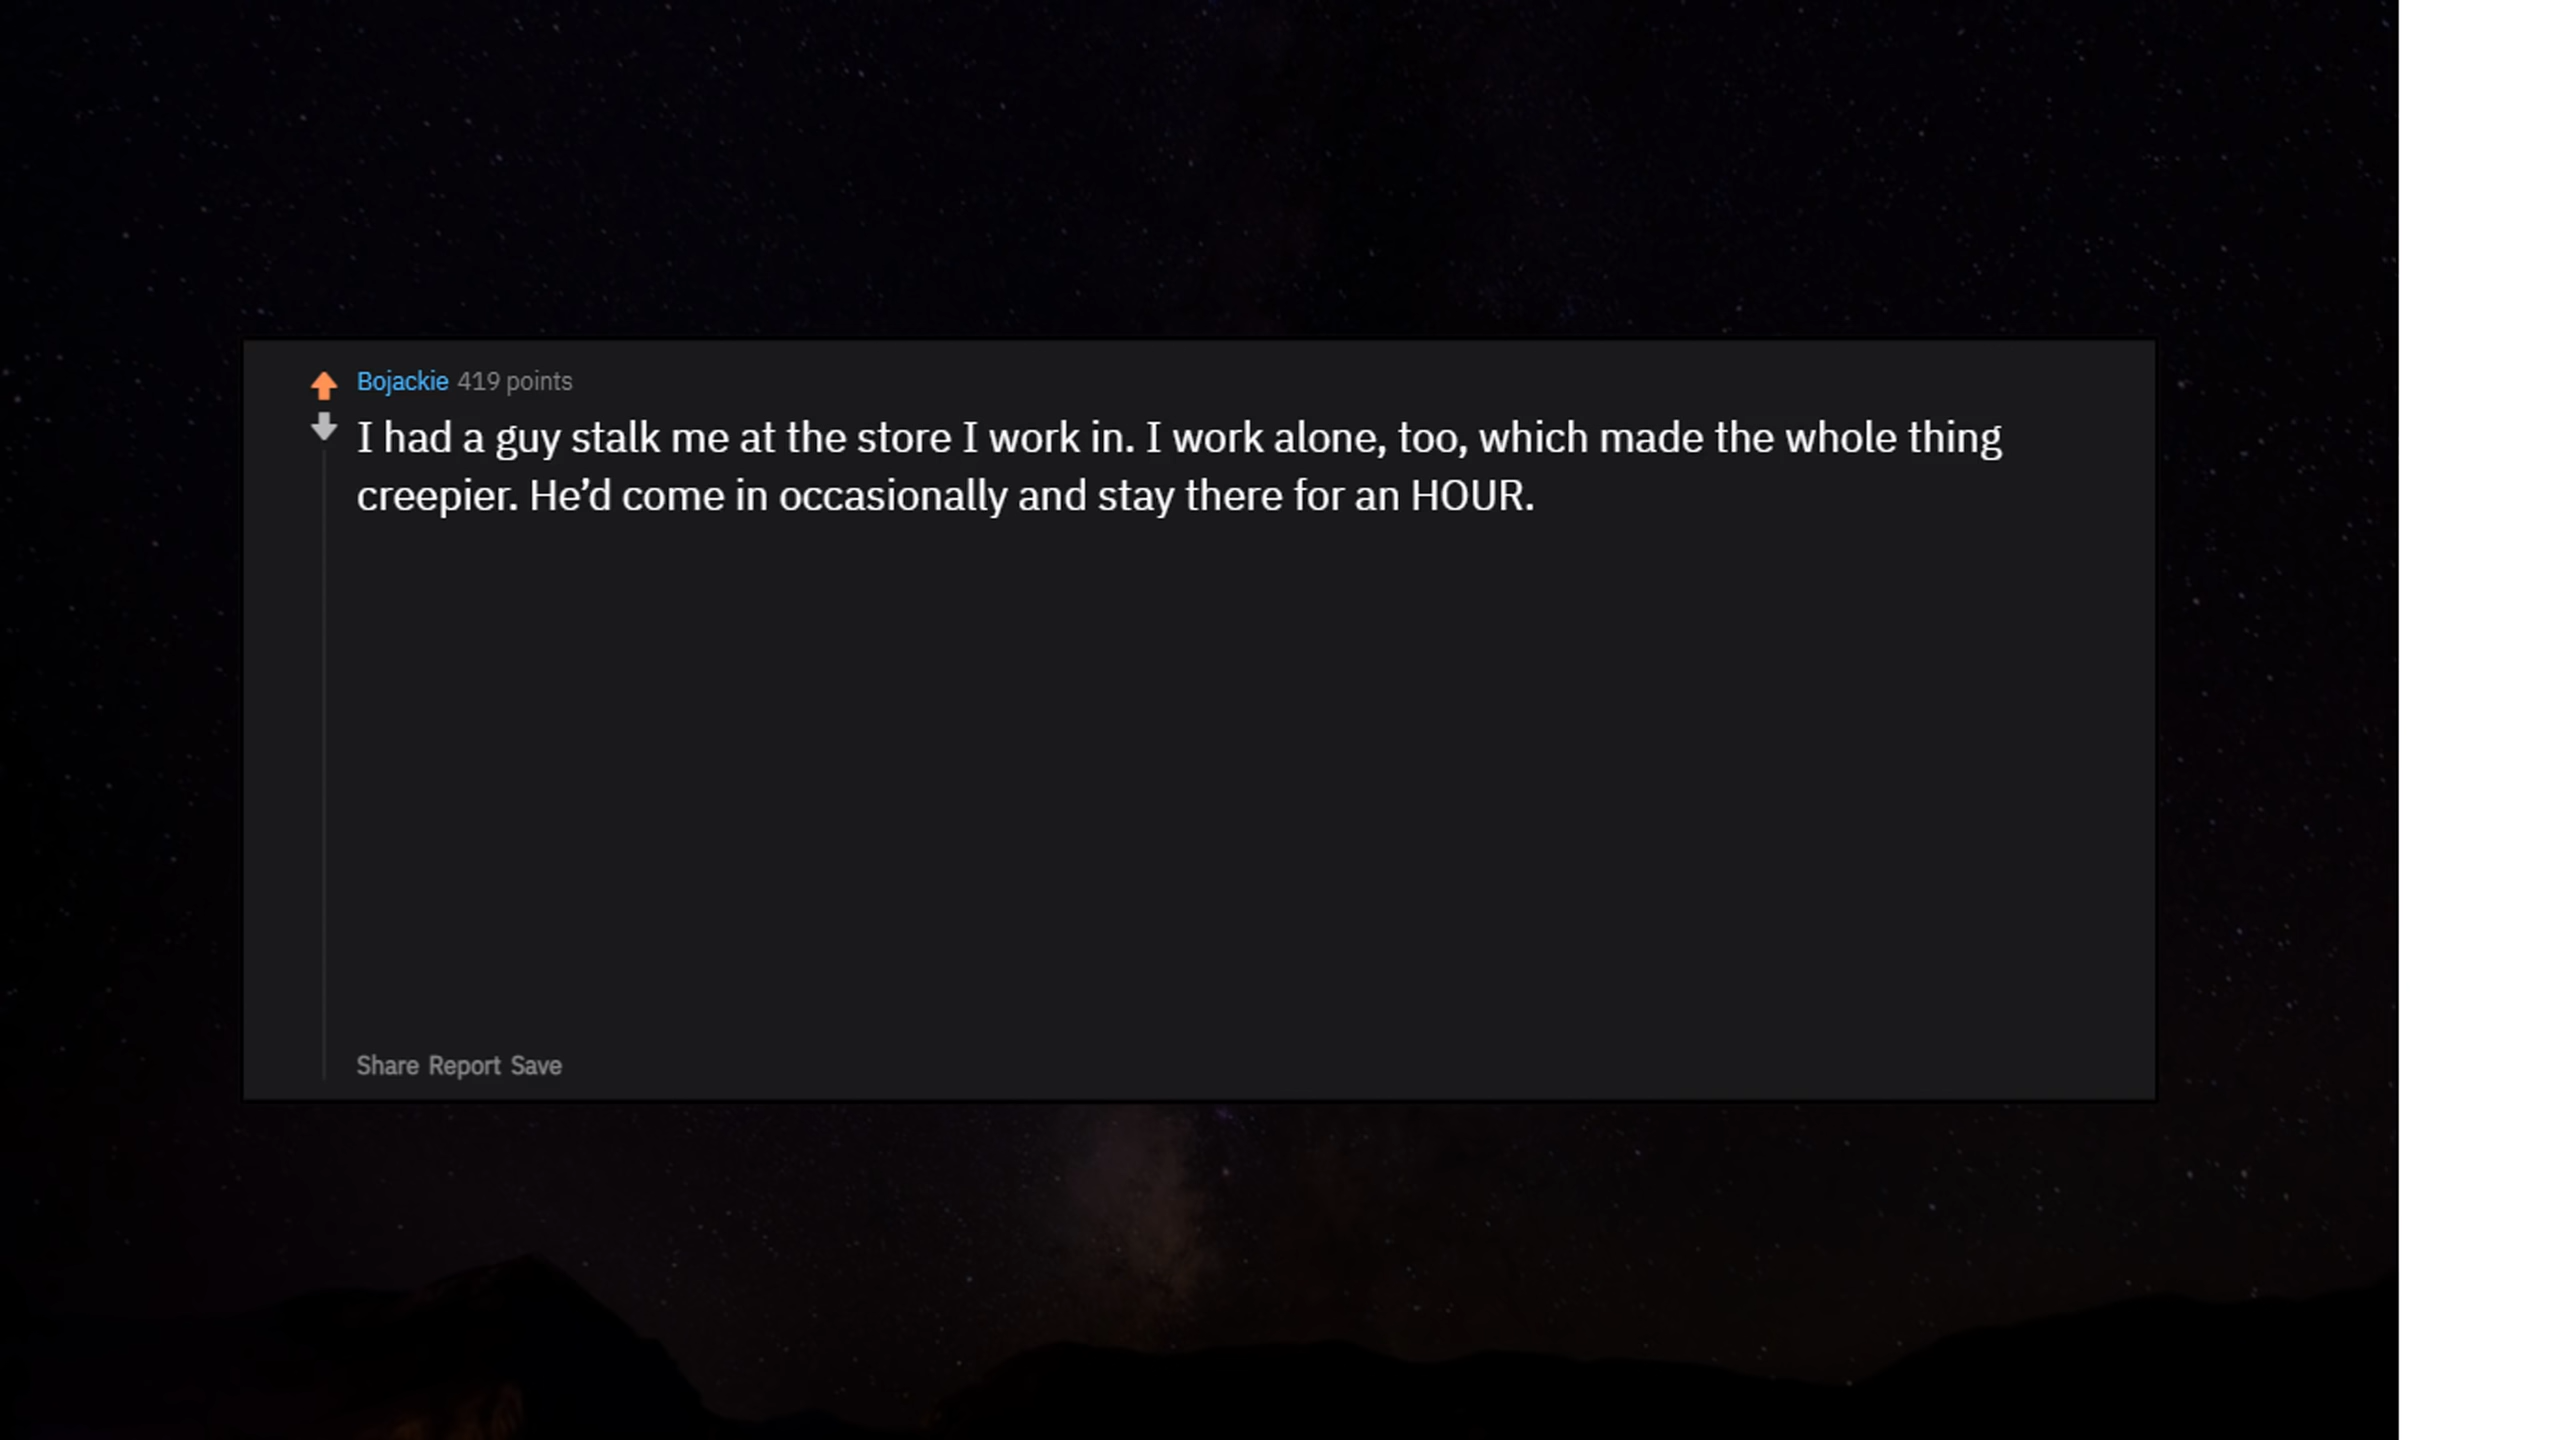 Bojackie 419 points
I had a guy stalk me at the store I work in. I work alone, too, which made the whole thing
creepier. He’d come in occasionally and stay there for an HOUR.
Share Report Save